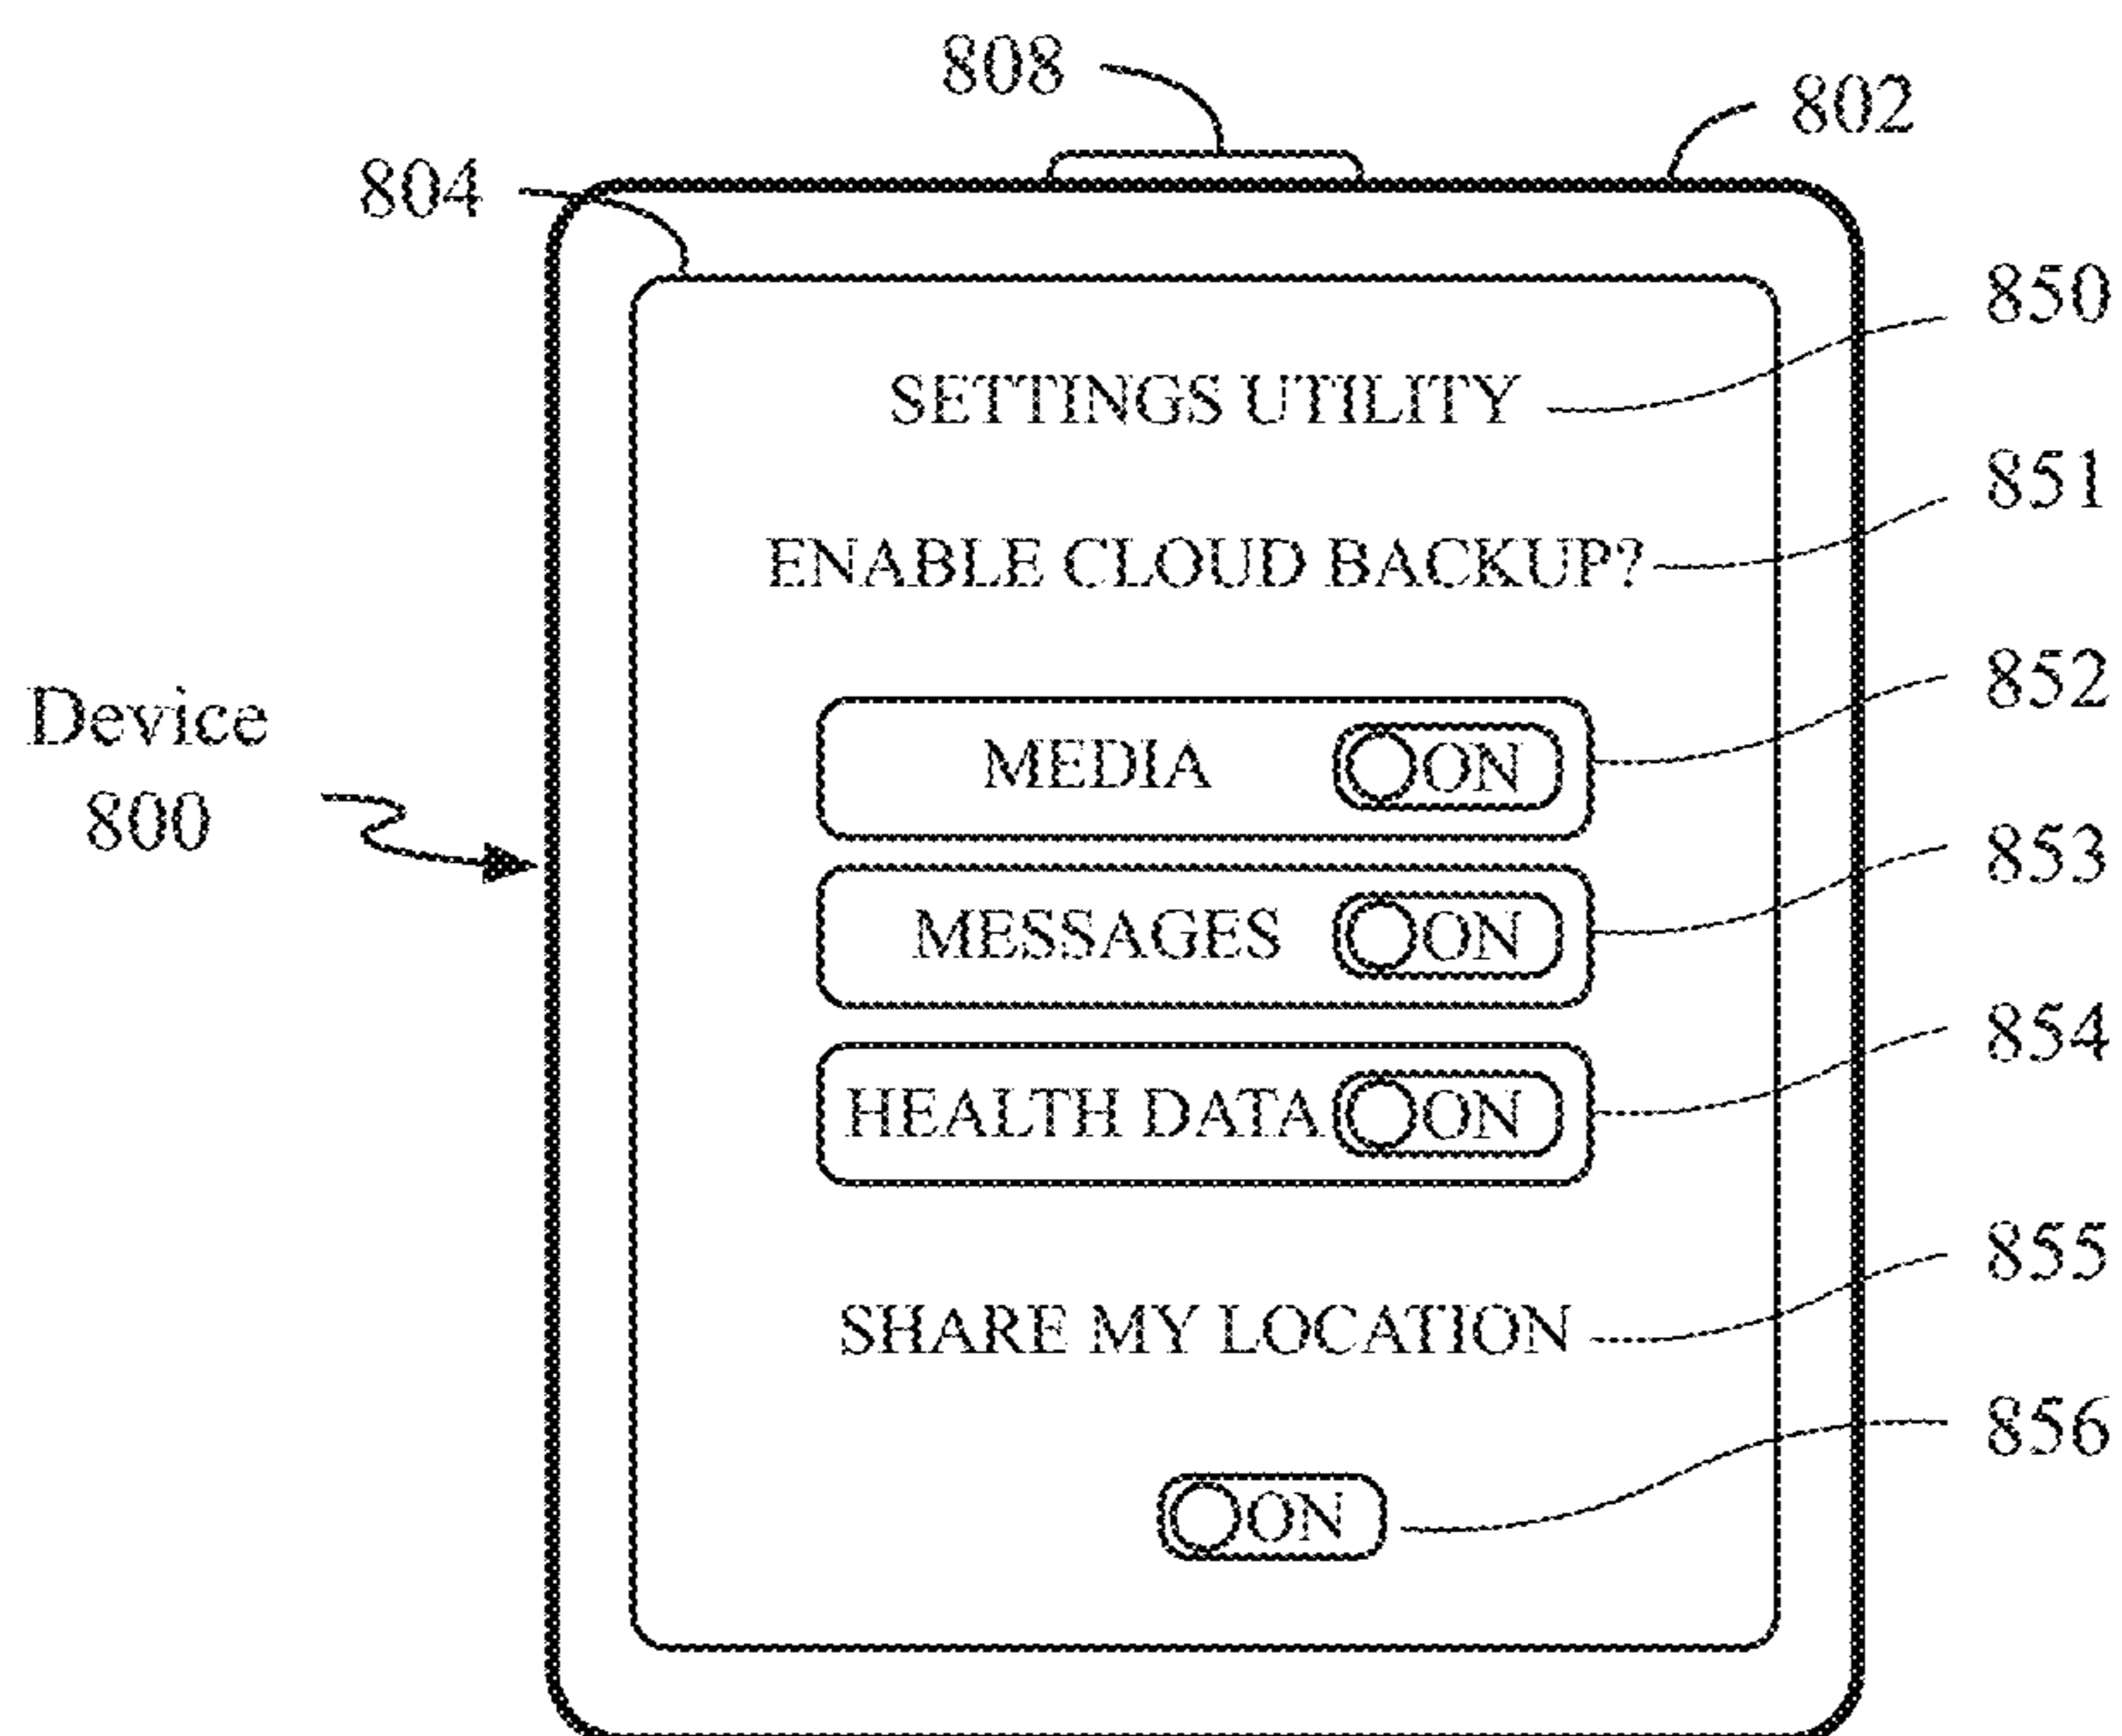 808
802
804
850
SETTINGS UTILITY
851
ENABLE CLOUD BACKUP?
852
Device
800
MEDIA ON
853
MESSAGES ON
854
HEALTH DATA ON
855
SHARE MY LOCATION
856
ON